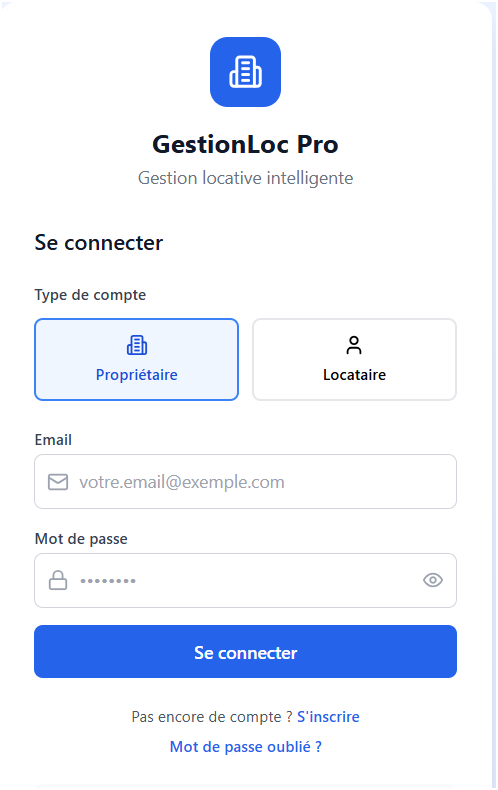 GestionLoc Pro
Gestion locative intelligente
Se connecter
Type de compte
Propriétaire
Locataire
Email
votre.email@exemple.com
Mot de passe
••••••••
Se connecter
Pas encore de compte ? S'inscrire
Mot de passe oublié ?